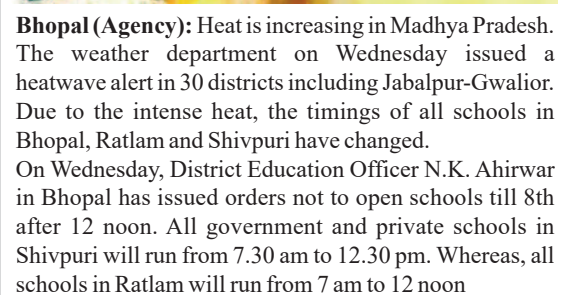 Bhopal (Agency): Heat is increasing in Madhya Pradesh.
The weather department on Wednesday issued a
heatwave alert in 30 districts including Jabalpur-Gwalior.
Due to the intense heat, the timings of all schools in
Bhopal, Ratlam and Shivpuri have changed.
On Wednesday, District Education Officer N.K. Ahirwar
in Bhopal has issued orders not to open schools till 8th
after 12 noon. All government and private schools in
Shivpuri will run from 7.30 am to 12.30 pm. Whereas, all
schools in Ratlam will run from 7 am to 12 noon